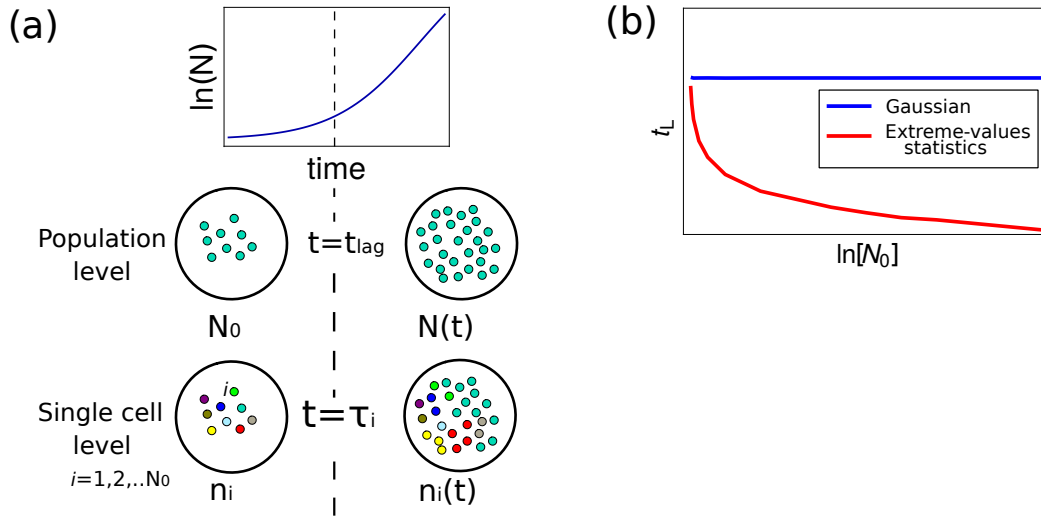 (a)
ln(N)
time
Population
level
t=tlag
N₀
N(t)
i
Single cell
level
i=1,2,..N₀
t=τi
ni
ni(t)
(b)
tL
Gaussian
Extreme-values
statistics
ln[N₀]